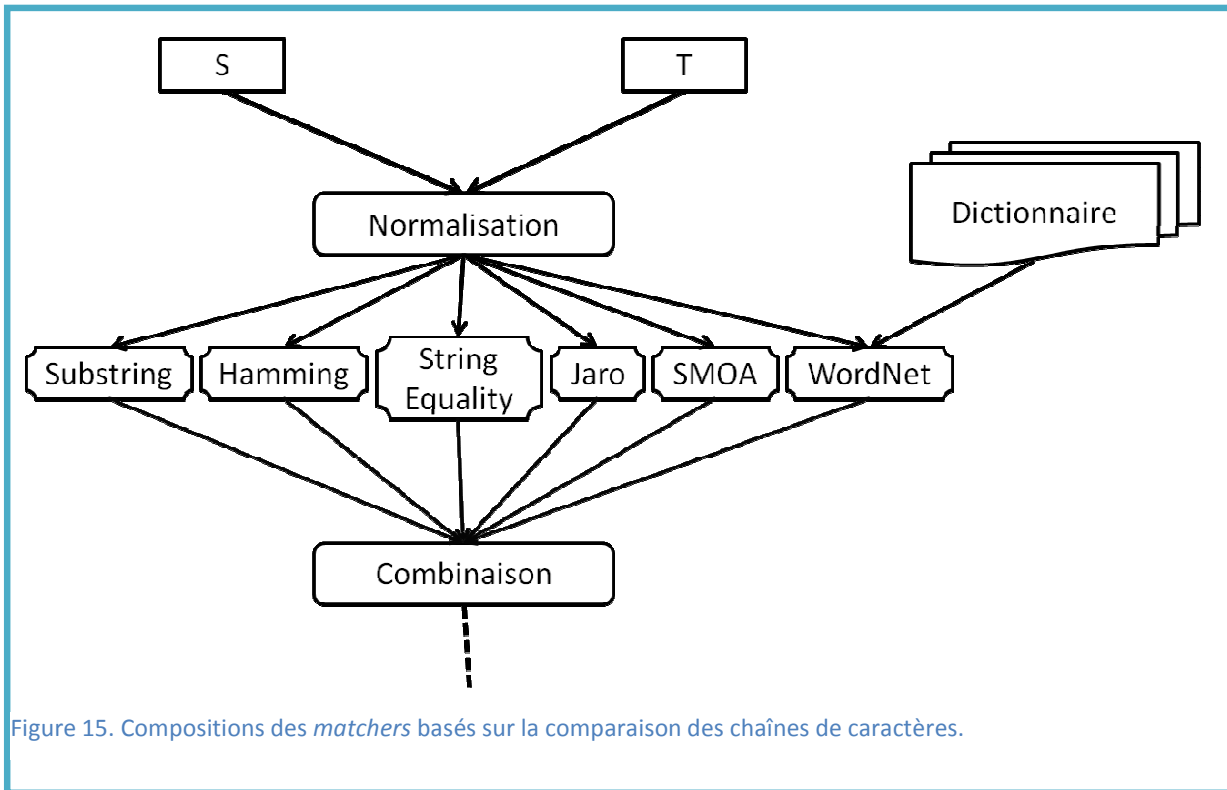 S
T
Normalisation
Dictionnaire
Substring
Hamming
String
Equality
Jaro
SMOA
WordNet
Combinaison
Figure 15. Compositions des matchers basés sur la comparaison des chaînes de caractères.